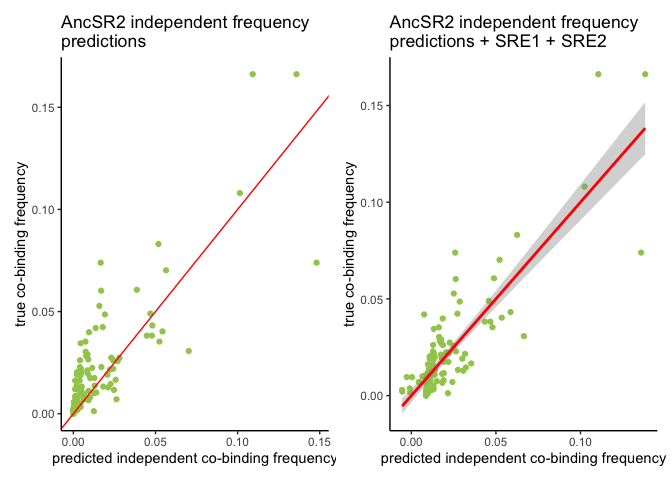 AncSR2 independent frequency
predictions
0.15
0.10
0.05
0.00
true co-binding frequency
0.00 0.05 0.10 0.15
predicted independent co-binding frequency
AncSR2 independent frequency
predictions + SRE1 + SRE2
0.15
0.10
0.05
0.00
true co-binding frequency
0.00 0.05 0.10
predicted independent co-binding frequency